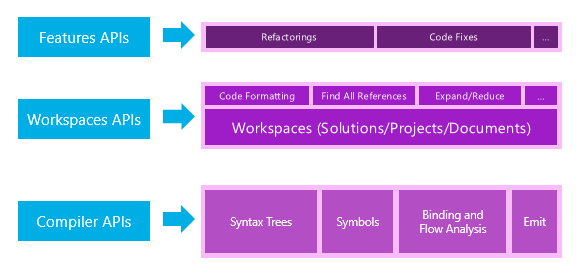 Features APIs
Refactorings
Code Fixes
...
Workspaces APIs
Code Formatting
Find All References
Expand/Reduce
...
Workspaces (Solutions/Projects/Documents)
Compiler APIs
Syntax Trees
Symbols
Binding and
Flow Analysis
Emit